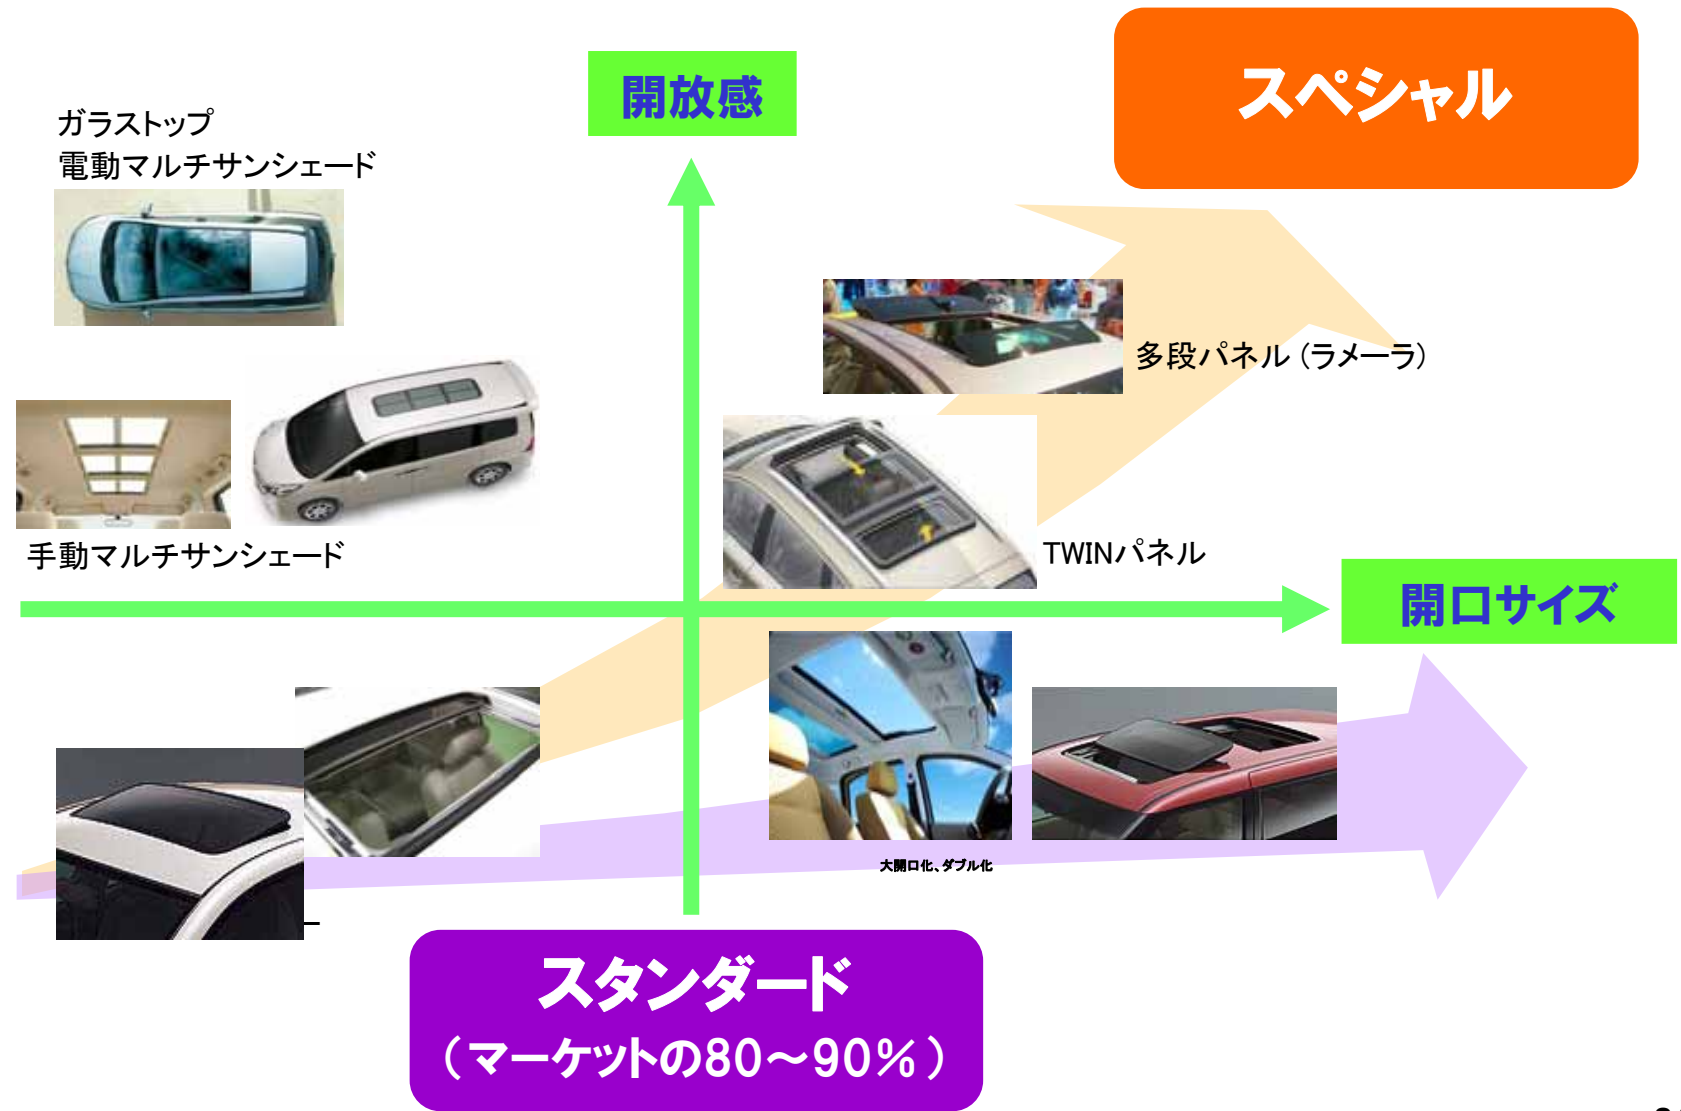 スペシャル
開放感
ガラストップ
電動マルチサンシェード
多段パネル（ラメーラ）
手動マルチサンシェード
TWINパネル
開口サイズ
大開口化、ダブル化
スタンダード
（マーケットの80～90％）